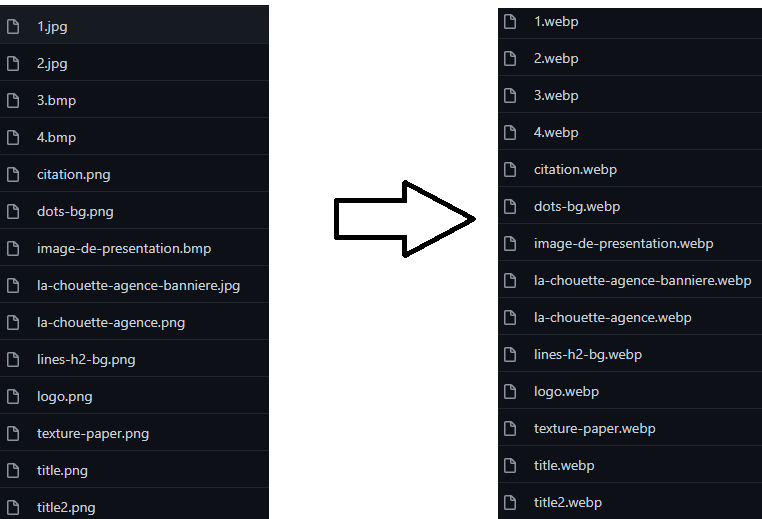 1.jpg
2.jpg
3.bmp
4.bmp
citation.png
dots-bg.png
image-de-presentation.bmp
la-chouette-agence-banniere.jpg
la-chouette-agence.png
lines-h2-bg.png
logo.png
texture-paper.png
title.png
title2.png
1.webp
2.webp
3.webp
4.webp
citation.webp
dots-bg.webp
image-de-presentation.webp
la-chouette-agence-banniere.webp
la-chouette-agence.webp
lines-h2-bg.webp
logo.webp
texture-paper.webp
title.webp
title2.webp